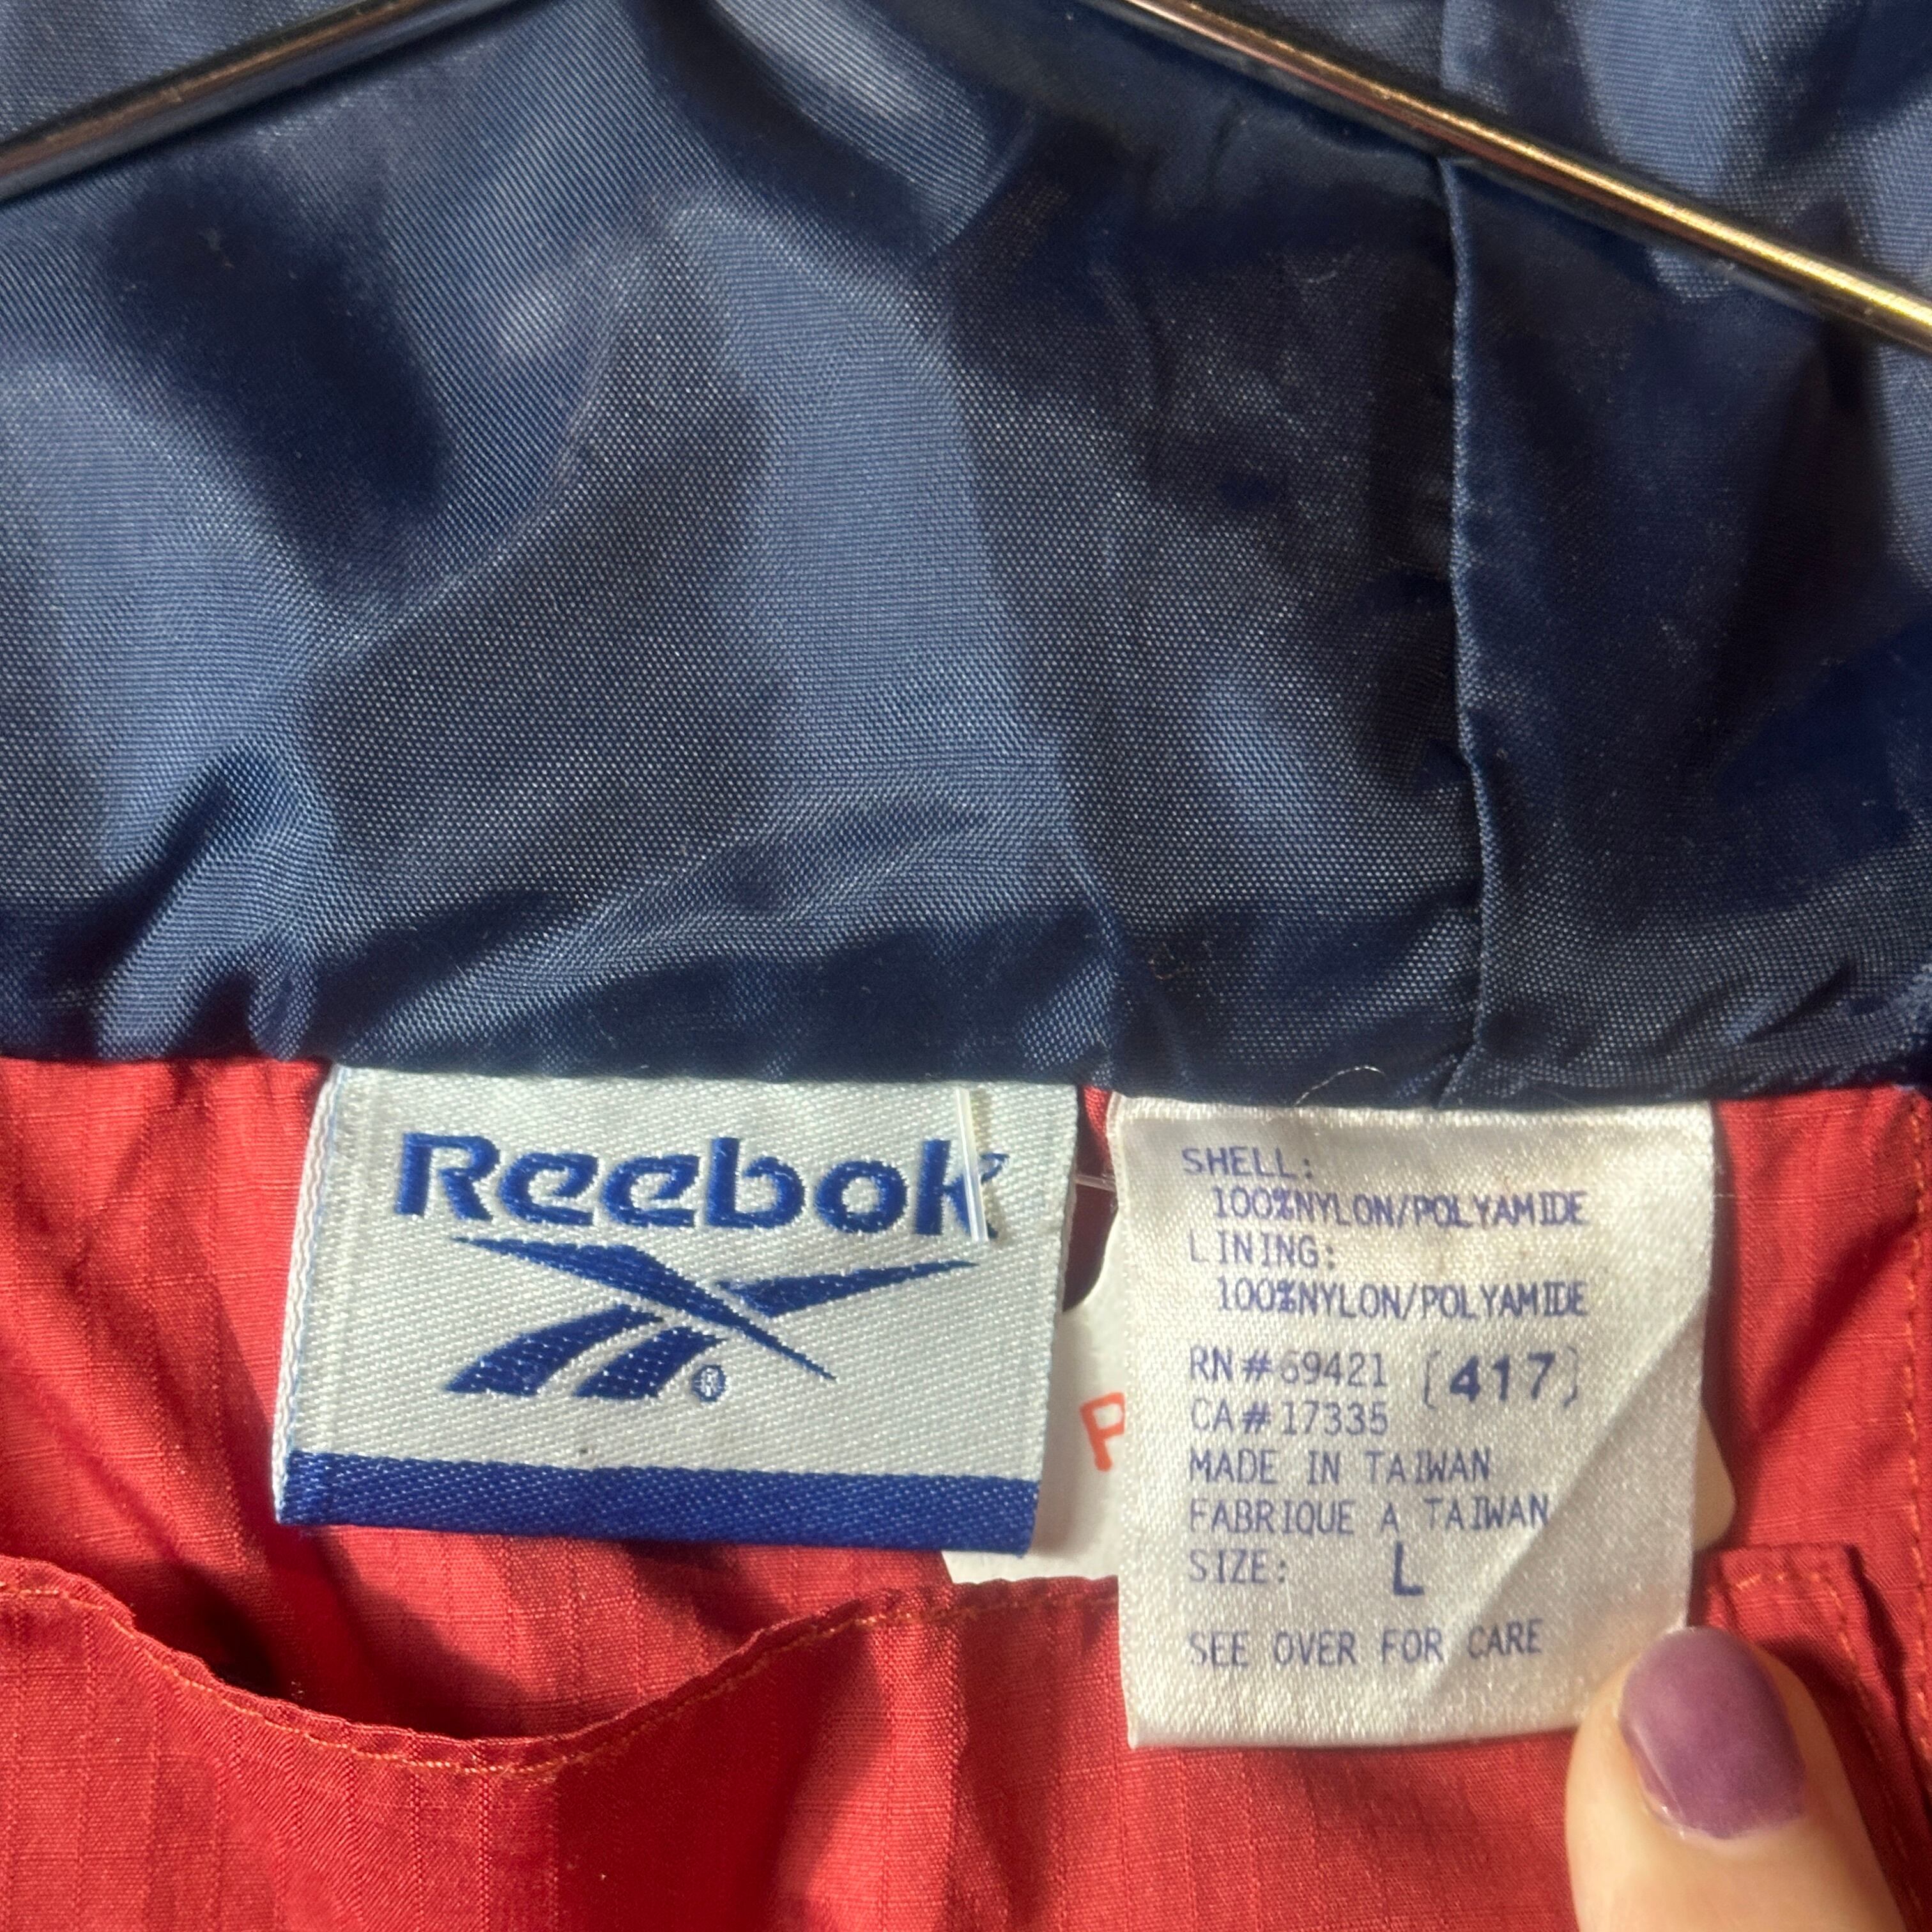 Reebok
®
P
SHELL:
100%NYLON/POLYAMIDE
LINING:
100%NYLON/POLYAMIDE
RN#69421 (417)
CA#17335
MADE IN TAIWAN
FABRIQUE A TAIWAN
SIZE: L
SEE OVER FOR CARE